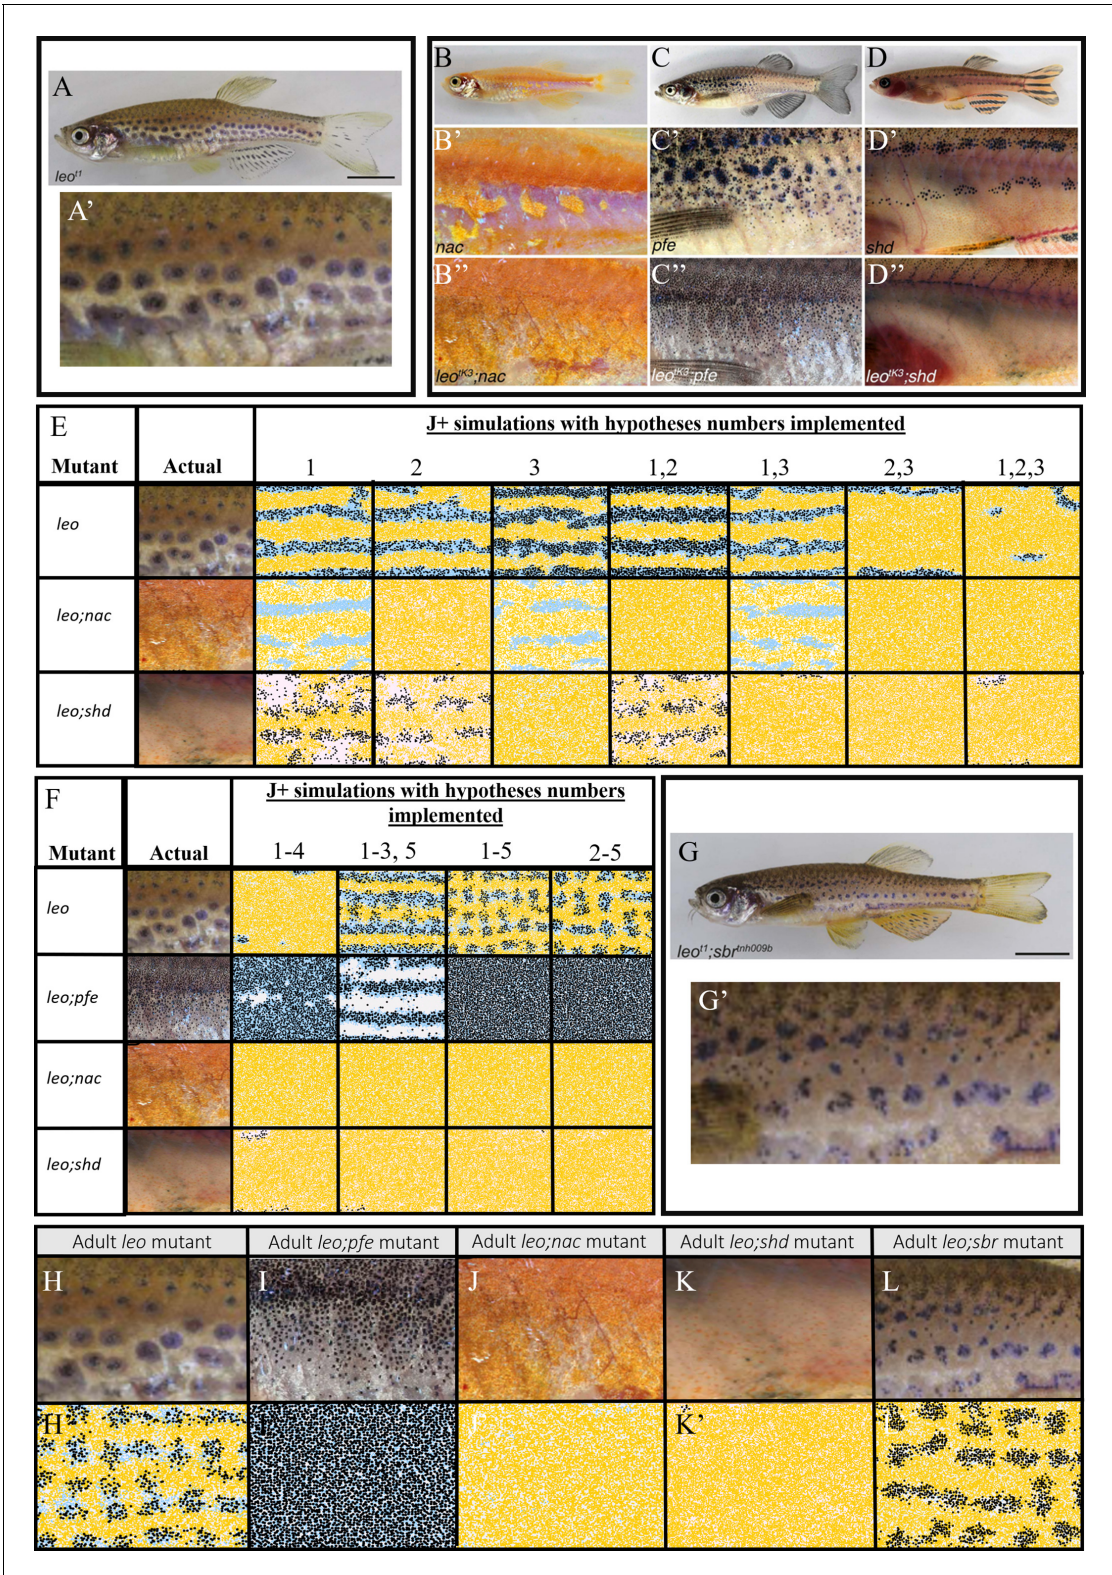 A
leo^t1
A’
B
C
D
B’
nac
C’
pfe
D’
shd
B’’
leo^tK3;nac
C’’
leo^tK3;pfe
D’’
leo^tK3;shd
E
J+ simulations with hypotheses numbers implemented
Mutant Actual 1 2 3 1,2 1,3 2,3 1,2,3
leo
leo;nac
leo;shd
F
J+ simulations with hypotheses numbers
implemented
Mutant Actual 1-4 1-3, 5 1-5 2-5
leo
leo;pfe
leo;nac
leo;shd
G
leo^t1;sbr^tnh009b
G’
Adult leo mutant
Adult leo;pfe mutant
Adult leo;nac mutant
Adult leo;shd mutant
Adult leo;sbr mutant
H
I
J
K
L
H’
K’